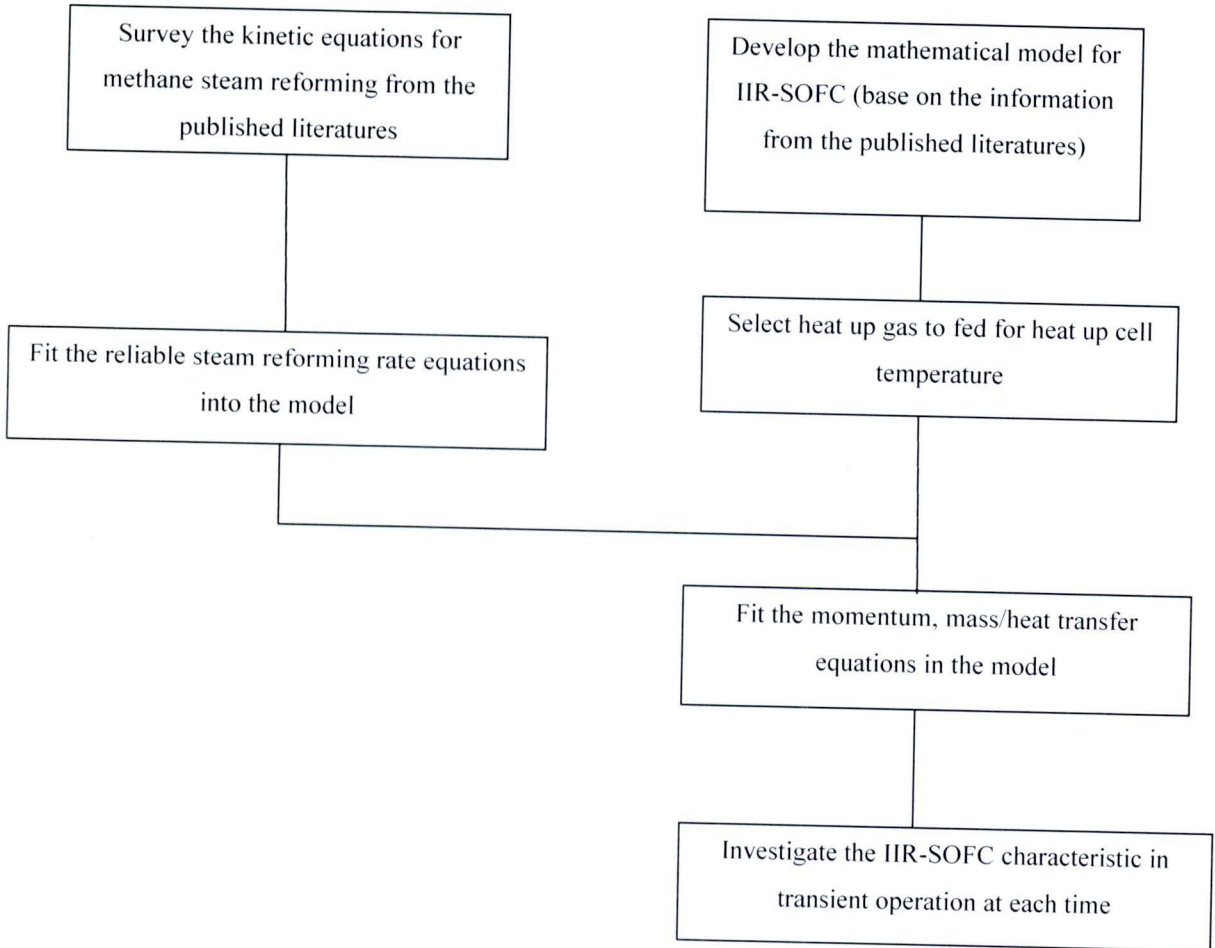 Survey the kinetic equations for
methane steam reforming from the
published literatures
Develop the mathematical model for
IIR-SOFC (base on the information
from the published literatures)
Fit the reliable steam reforming rate equations
into the model
Select heat up gas to fed for heat up cell
temperature
Fit the momentum, mass/heat transfer
equations in the model
Investigate the IIR-SOFC characteristic in
transient operation at each time